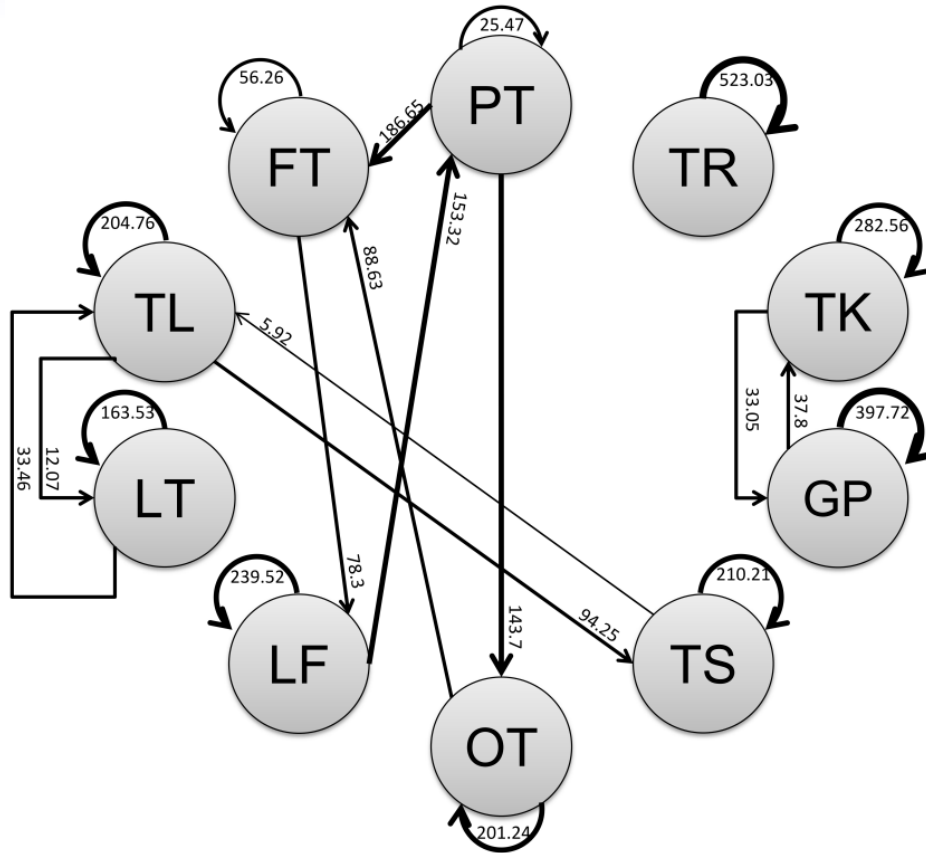 25.47
56.26
PT
523.03
186.65
FT
TR
153.32
204.76
88.63
282.56
TL
TK
5.92
163.53
33.05
37.8
397.72
33.46
12.07
LT
GP
239.52
78.3
210.21
143.7
94.25
LF
TS
OT
201.24